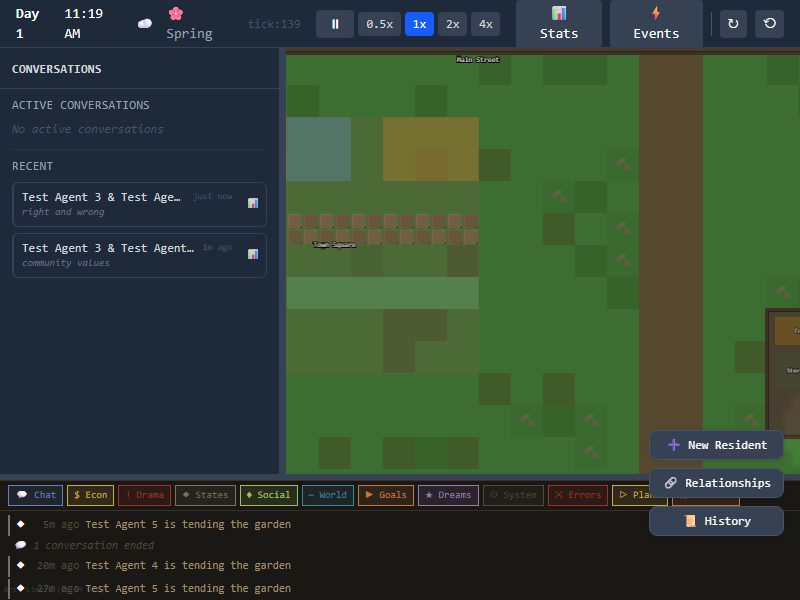 Day 1
11:19 AM
Spring
tick:139
0.5x
1x
2x
4x
Stats
Events
CONVERSATIONS
ACTIVE CONVERSATIONS
No active conversations
RECENT
Test Agent 3 & Test Age… just now
right and wrong
Test Agent 3 & Test Agent… 1m ago
community values
Main Street
Town Square
New Resident
Relationships
History
Chat
$ Econ
! Drama
States
Social
~ World
Goals
Dreams
System
Errors
5m ago Test Agent 5 is tending the garden
1 conversation ended
20m ago Test Agent 4 is tending the garden
27m ago Test Agent 5 is tending the garden